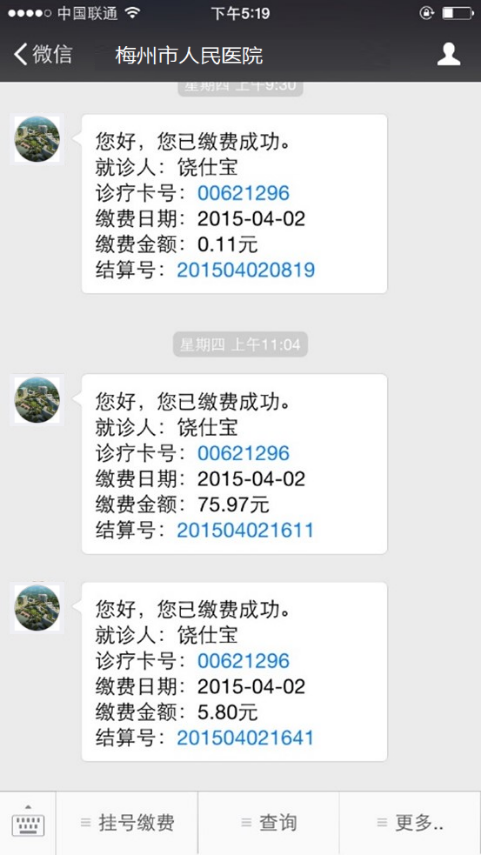 中国联通 下午5:19
微信 梅州市人民医院
星期四 上午9:30
您好，您已缴费成功。
就诊人：饶仕宝
诊疗卡号：00621296
缴费日期：2015-04-02
缴费金额：0.11元
结算号：201504020819
星期四 上午11:04
您好，您已缴费成功。
就诊人：饶仕宝
诊疗卡号：00621296
缴费日期：2015-04-02
缴费金额：75.97元
结算号：201504021611
您好，您已缴费成功。
就诊人：饶仕宝
诊疗卡号：00621296
缴费日期：2015-04-02
缴费金额：5.80元
结算号：201504021641
挂号缴费 查询 更多..